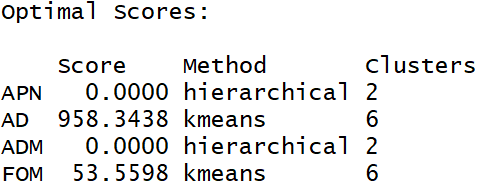 Optimal Scores:
Score Method Clusters
APN 0.0000 hierarchical 2
AD 958.3438 kmeans 6
ADM 0.0000 hierarchical 2
FOM 53.5598 kmeans 6